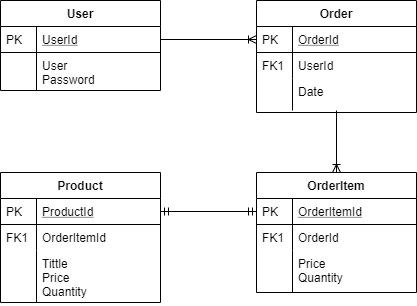 User
PK UserId
User
Password
Order
PK OrderId
FK1 UserId
Date
Product
PK ProductId
FK1 OrderItemId
Tittle
Price
Quantity
OrderItem
PK OrderItemId
FK1 OrderId
Price
Quantity